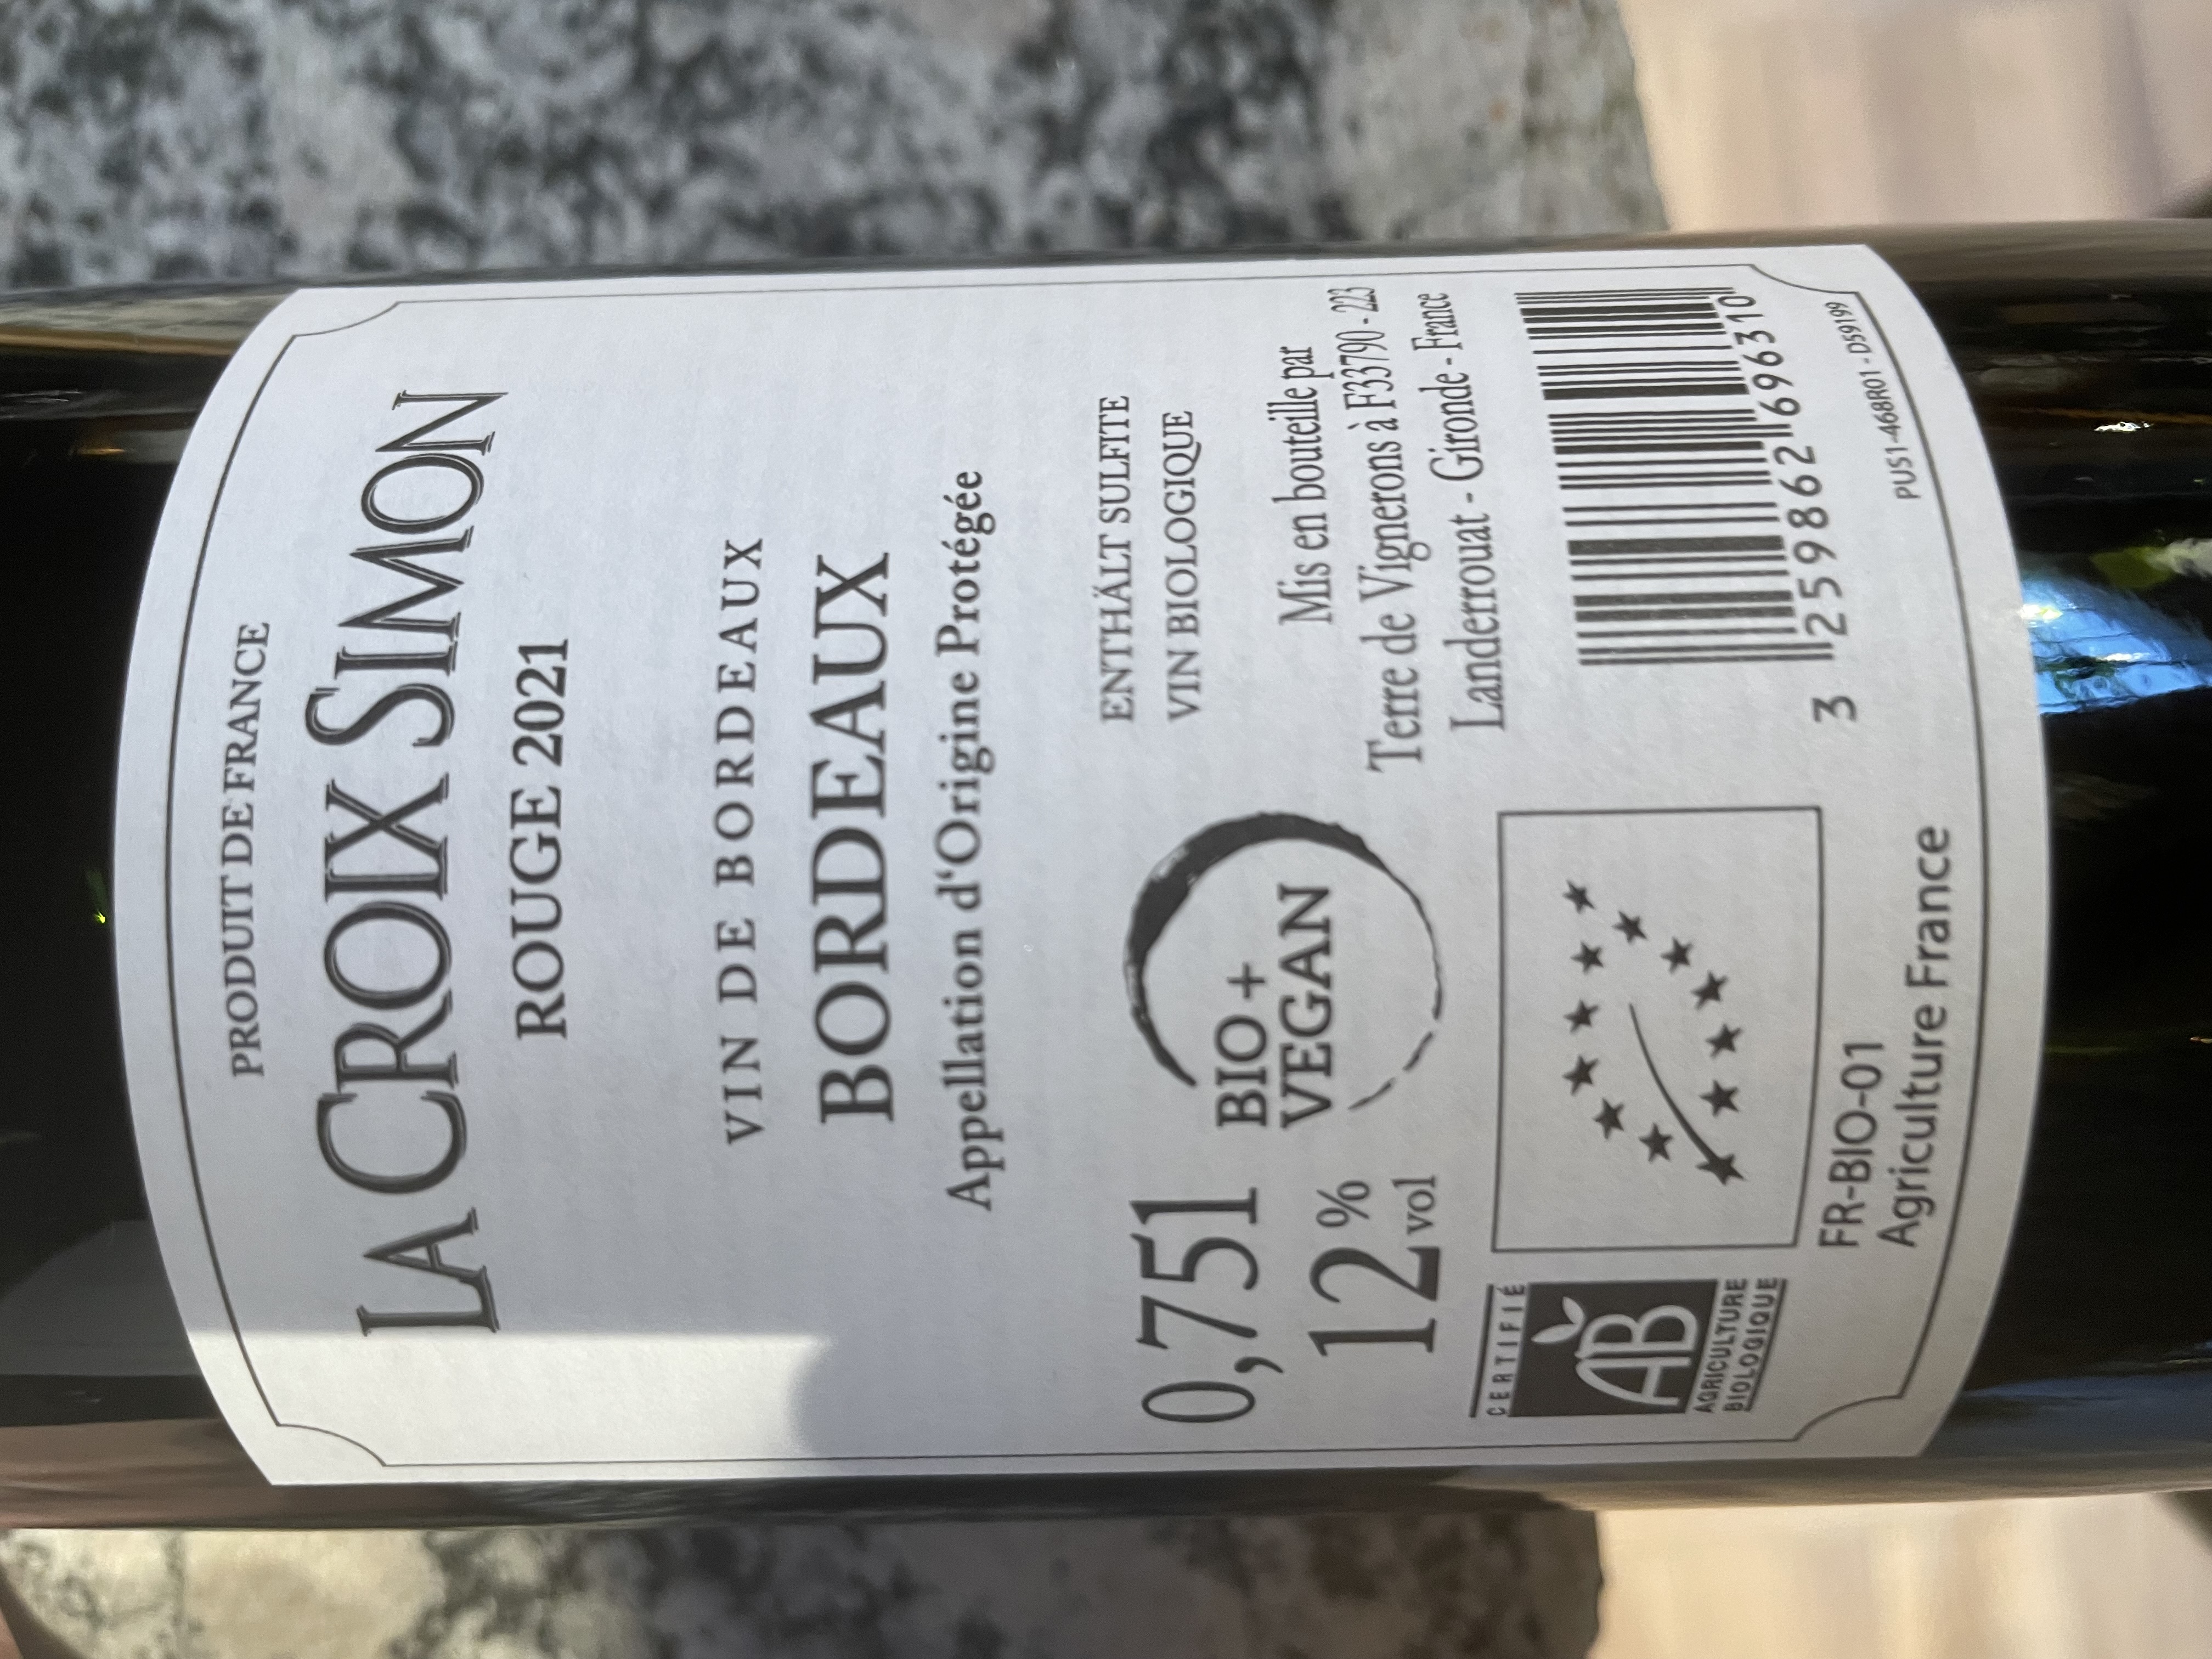 PRODUIT DE FRANCE
LA CROIX SIMON
ROUGE 2021
VIN DE BORDEAUX
BORDEAUX
Appellation d‘Origine Protégée
0,75l
12% vol
BIO +
VEGAN
ENTHÄLT SULFITE
VIN BIOLOGIQUE
Mis en bouteille par
Terre de Vignerons à F33790 - 223
Landerrouat - Gironde - France
CERTIFIÉ
AB
AGRICULTURE
BIOLOGIQUE
FR-BIO-01
Agriculture France
3 259862 696310
PUS1-468R01 - D59199